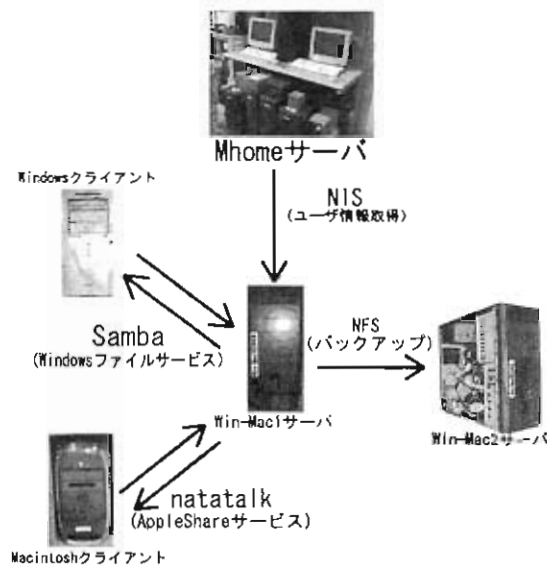 Mhomeサーバ
Windowsクライアント
NIS
(ユーザ情報取得)
Samba
(Windowsファイルサービス)
NFS
(バックアップ)
Win-Mac1サーバ
Win-Mac2サーバ
natatalk
(AppleShareサービス)
Macintoshクライアント